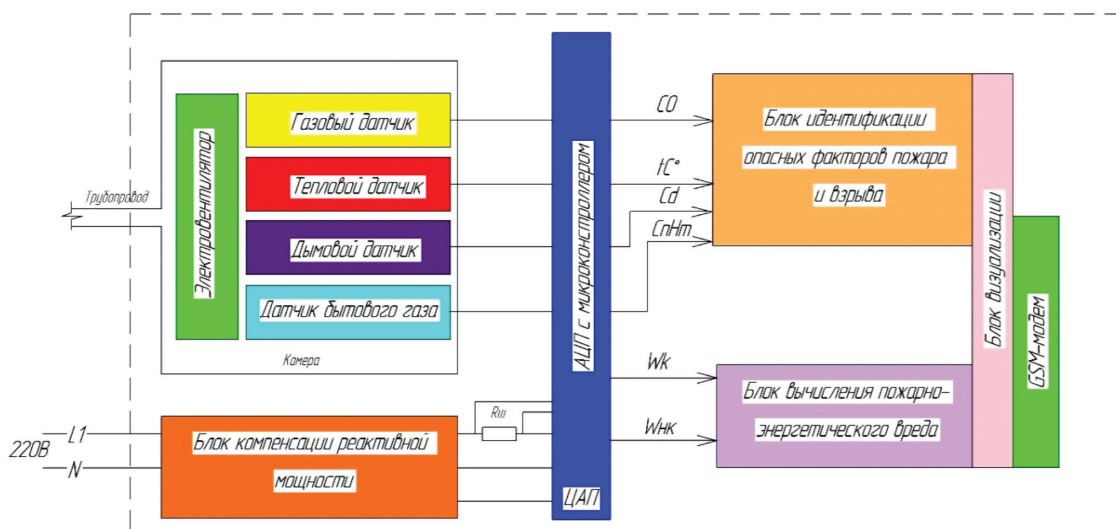 Трубопровод
Электровентилятор
Газовый датчик
Тепловой датчик
Дымовой датчик
Датчик бытового газа
Камера
220В
L1
N
Блок компенсации реактивной
мощности
Rш
АЦП с микроконтроллером
ЦАП
CO
tC°
Cd
CnHm
Wк
Wнк
Блок идентификации
опасных факторов пожара
и взрыва
Блок вычисления пожарно-
энергетического вреда
Блок визуализации
GSM-модем